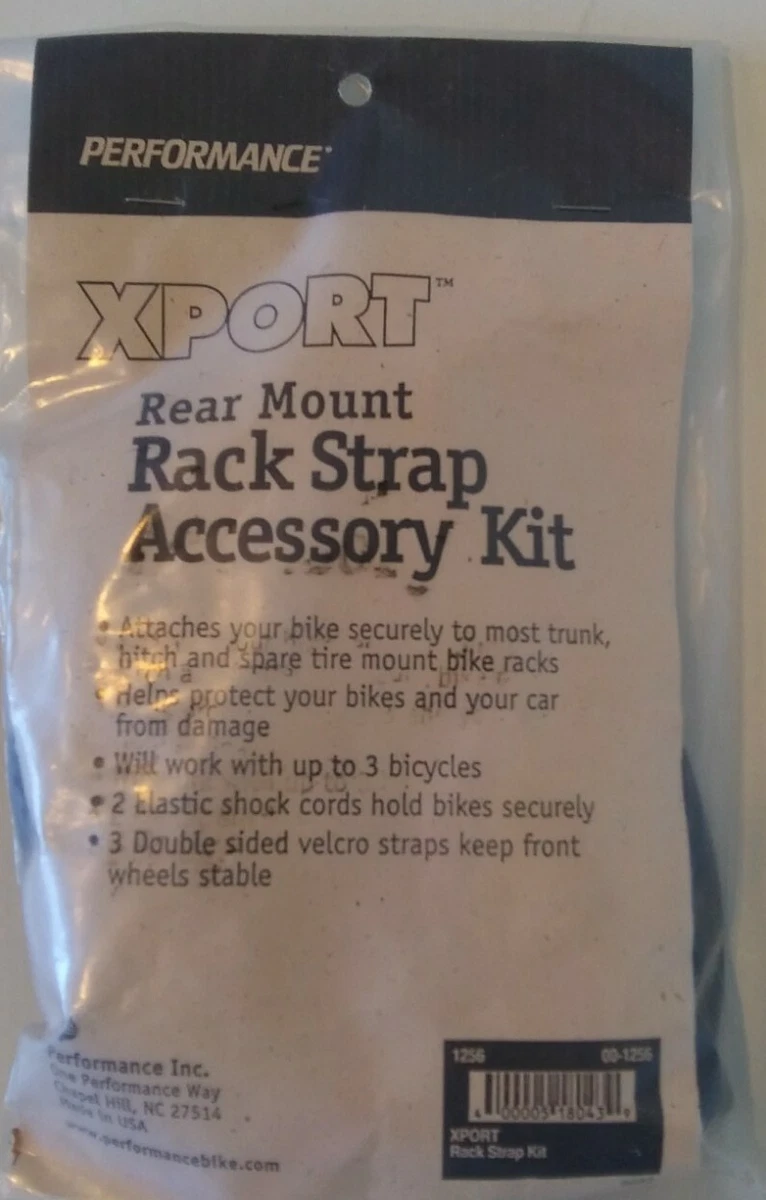 PERFORMANCE
XPORT™
Rear Mount
Rack Strap
Accessory Kit
• Attaches your bike securely to most trunk,
hitch and spare tire mount bike racks
• Helps protect your bikes and your car
from damage
• Will work with up to 3 bicycles
• 2 Elastic shock cords hold bikes securely
• 3 Double sided velcro straps keep front
wheels stable
Performance Inc.
One Performance Way
Chapel Hill, NC 27514
Made in USA
www.performancebike.com
1256 00-1256
4 00005 18043 9
XPORT
Rack Strap Kit